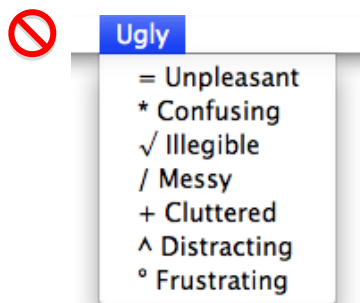 Ugly
= Unpleasant
* Confusing
√ Illegible
/ Messy
+ Cluttered
^ Distracting
° Frustrating